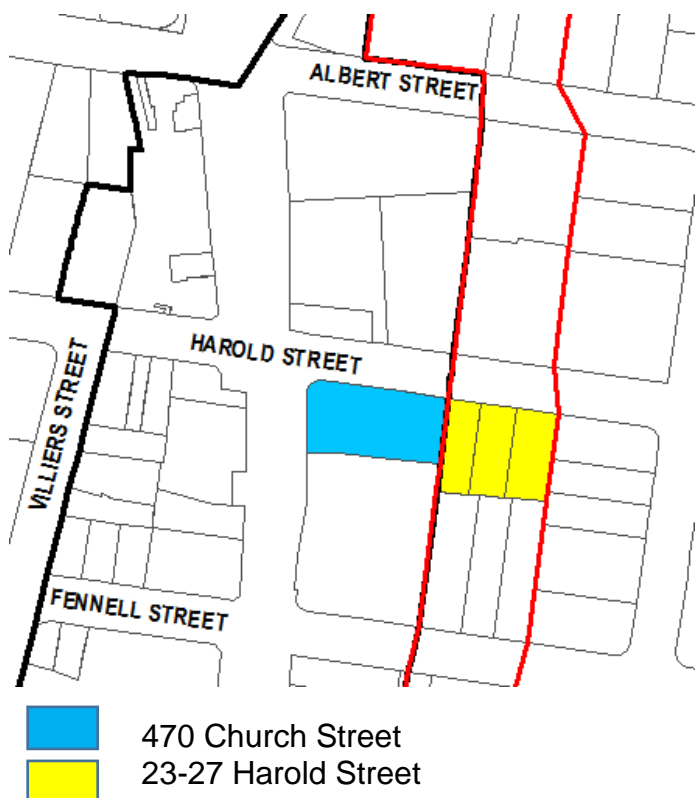 ALBERT STREET
HAROLD STREET
VILLIERS STREET
FENNELL STREET
470 Church Street
23-27 Harold Street